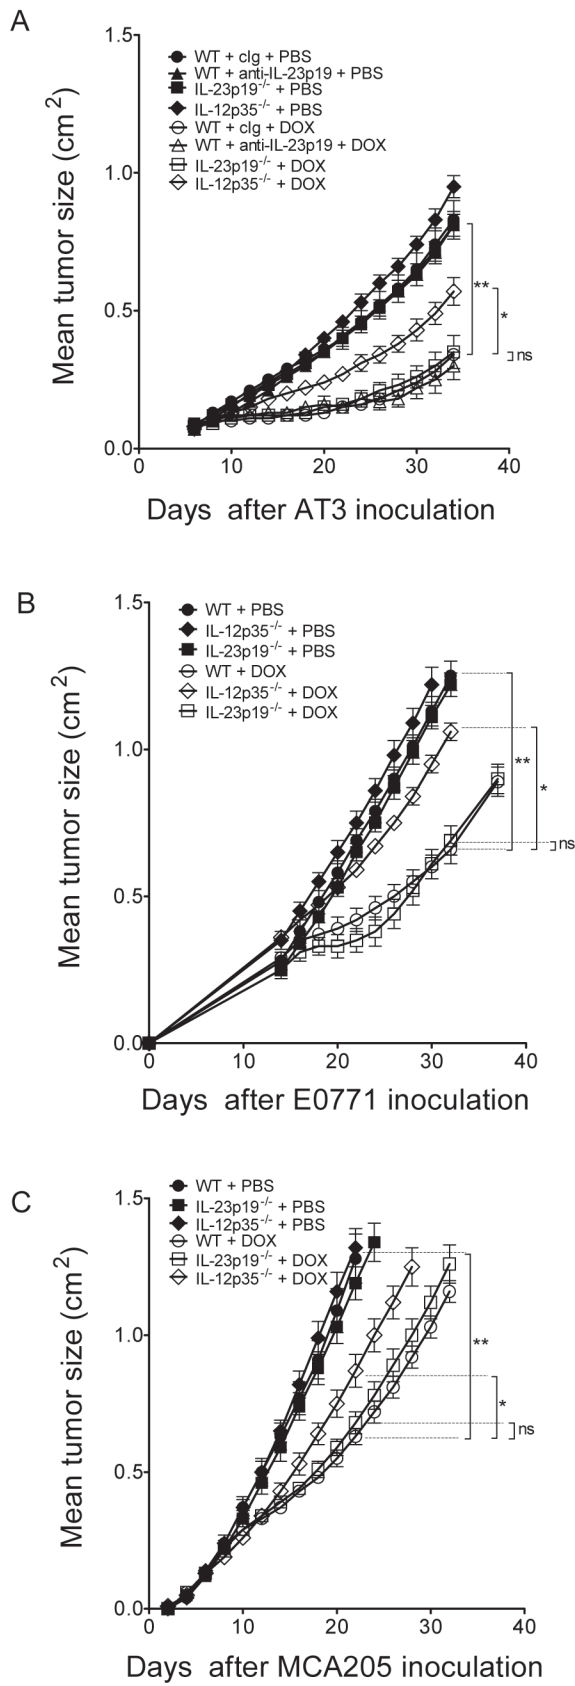 A
Mean tumor size (cm2)
1.5
1.0
0.5
0.0
WT + cIg + PBS
WT + anti-IL-23p19 + PBS
IL-23p19-/- + PBS
IL-12p35-/- + PBS
WT + cIg + DOX
WT + anti-IL-23p19 + DOX
IL-23p19-/- + DOX
IL-12p35-/- + DOX
**
*
ns
0 10 20 30 40
Days after AT3 inoculation
B
Mean tumor size (cm2)
1.5
1.0
0.5
0.0
WT + PBS
IL-12p35-/- + PBS
IL-23p19-/- + PBS
WT + DOX
IL-12p35-/- + DOX
IL-23p19-/- + DOX
**
*
ns
0 10 20 30 40
Days after E0771 inoculation
C
Mean tumor size (cm2)
1.5
1.0
0.5
0.0
WT + PBS
IL-23p19-/- + PBS
IL-12p35-/- + PBS
WT + DOX
IL-23p19-/- + DOX
IL-12p35-/- + DOX
**
*
ns
0 10 20 30 40
Days after MCA205 inoculation